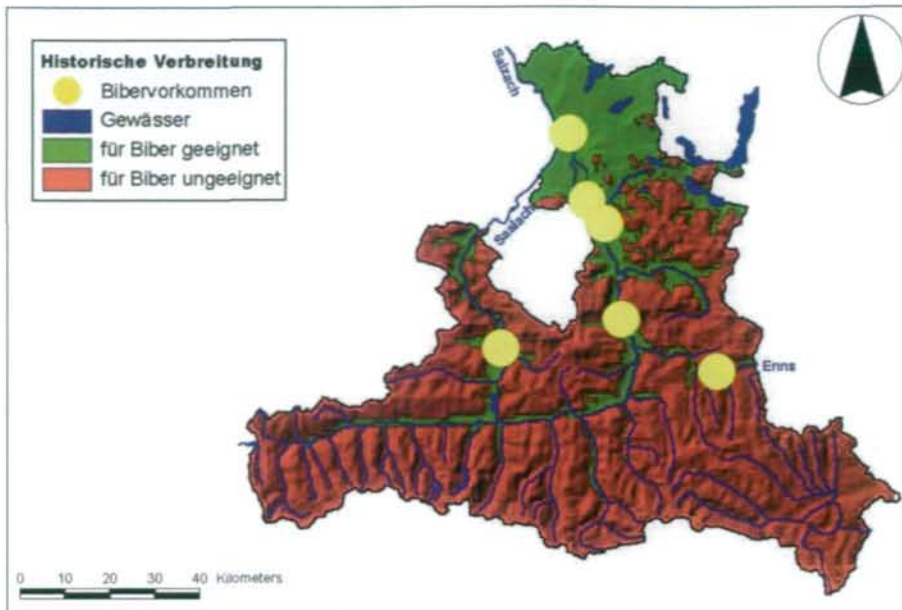 Historische Verbreitung
Bibervorkommen
Gewässer
für Biber geeignet
für Biber ungeeignet
Salzach
Saalach
Enns
0 10 20 30 40 Kilometers